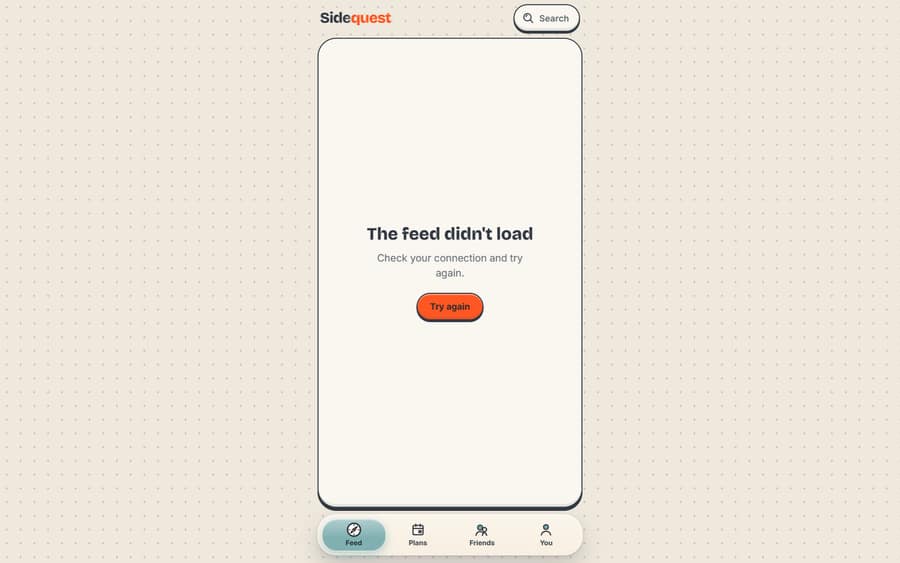 Sidequest
Search
The feed didn't load
Check your connection and try
again.
Try again
Feed
Plans
Friends
You